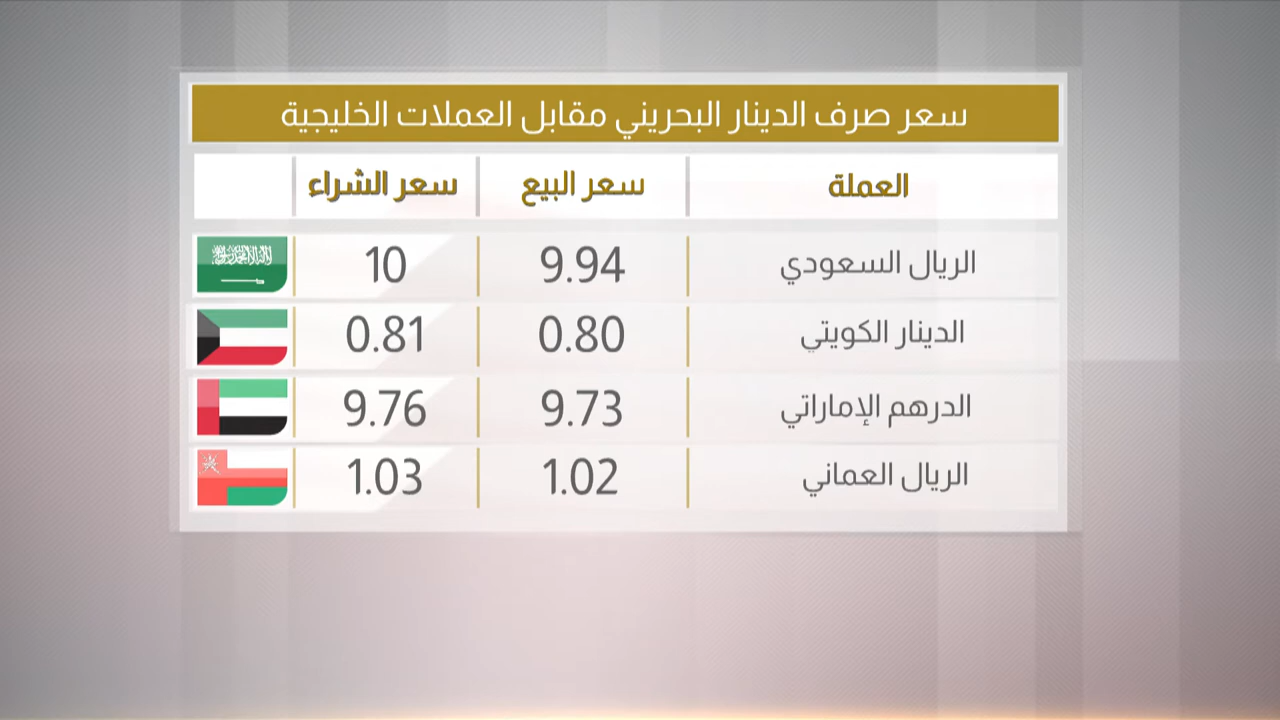 سعر صرف الدينار البحريني مقابل العملات الخليجية
العملة سعر البيع سعر الشراء
الريال السعودي 9.94 10
الدينار الكويتي 0.80 0.81
الدرهم الإماراتي 9.73 9.76
الريال العماني 1.02 1.03